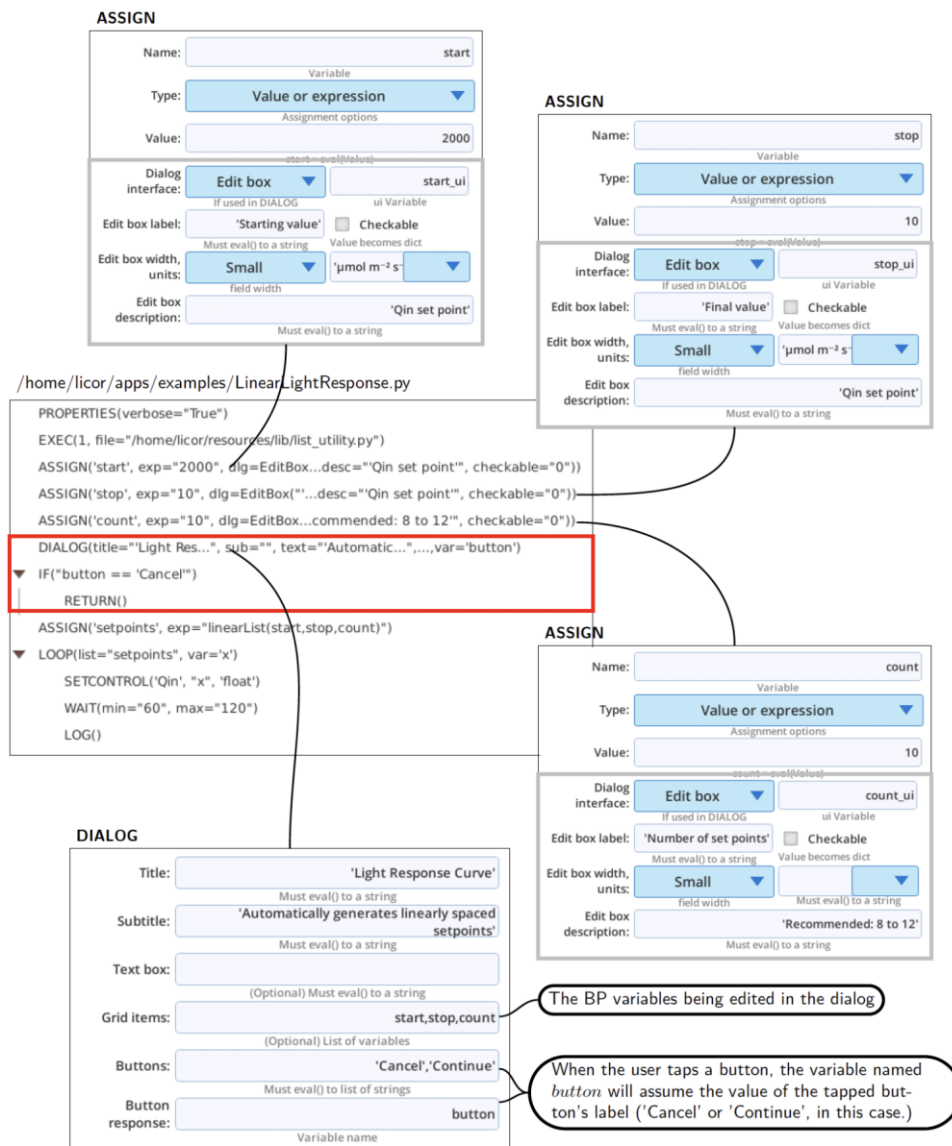 ASSIGN
Name:
start
Variable
Type:
Value or expression
Assignment options
Value:
2000
start = eval(Value)
Dialog
interface:
Edit box
start_ui
If used in DIALOG
ui Variable
Edit box label:
'Starting value'
Checkable
Must eval() to a string
Value becomes dict
Edit box width,
units:
Small
'μmol m⁻² s⁻
field width
Edit box
description:
'Qin set point'
Must eval() to a string
ASSIGN
Name:
stop
Variable
Type:
Value or expression
Assignment options
Value:
10
stop = eval(Value)
Dialog
interface:
Edit box
stop_ui
If used in DIALOG
ui Variable
Edit box label:
'Final value'
Checkable
Must eval() to a string
Value becomes dict
Edit box width,
units:
Small
'μmol m⁻² s⁻
field width
Edit box
description:
'Qin set point'
Must eval() to a string
/home/licor/apps/examples/LinearLightResponse.py
PROPERTIES(verbose="True")
EXEC(1, file="/home/licor/resources/lib/list_utility.py")
ASSIGN('start', exp="2000", dlg=EditBox...desc="'Qin set point'", checkable="0"))
ASSIGN('stop', exp="10", dlg=EditBox("'...desc="'Qin set point'", checkable="0"))
ASSIGN('count', exp="10", dlg=EditBox...commended: 8 to 12'", checkable="0"))
DIALOG(title="'Light Res...", sub="", text="'Automatic...",...,var='button')
IF("button == 'Cancel'")
RETURN()
ASSIGN('setpoints', exp="linearList(start,stop,count)")
LOOP(list="setpoints", var='x')
SETCONTROL('Qin', "x", 'float')
WAIT(min="60", max="120")
LOG()
ASSIGN
Name:
count
Variable
Type:
Value or expression
Assignment options
Value:
10
count = eval(Value)
Dialog
interface:
Edit box
count_ui
If used in DIALOG
ui Variable
Edit box label:
'Number of set points'
Checkable
Must eval() to a string
Value becomes dict
Edit box width,
units:
Small
field width
Must eval() to a string
Edit box
description:
'Recommended: 8 to 12'
Must eval() to a string
DIALOG
Title:
'Light Response Curve'
Must eval() to a string
Subtitle:
'Automatically generates linearly spaced
setpoints'
Must eval() to a string
Text box:
(Optional) Must eval() to a string
Grid items:
start,stop,count
(Optional) List of variables
Buttons:
'Cancel','Continue'
Must eval() to list of strings
Button
response:
button
Variable name
The BP variables being edited in the dialog
When the user taps a button, the variable named
button will assume the value of the tapped but-
ton's label ('Cancel' or 'Continue', in this case.)